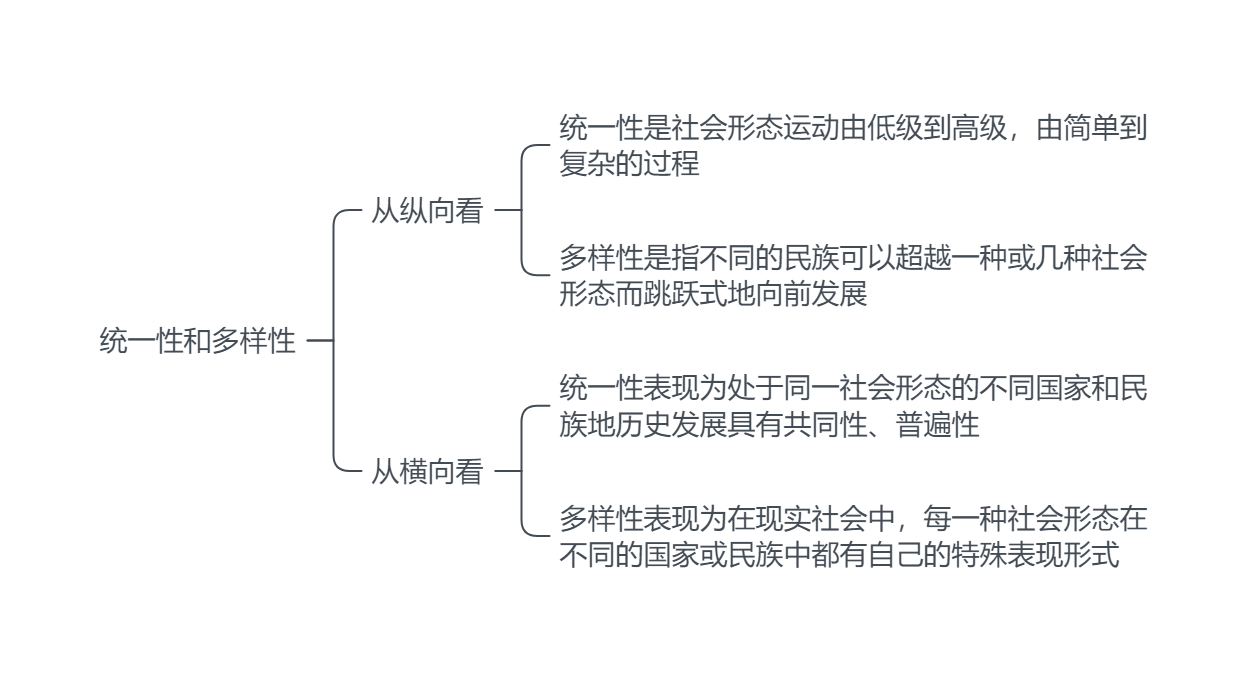 统一性是社会形态运动由低级到高级，由简单到
复杂的过程
从纵向看
多样性是指不同的民族可以超越一种或几种社会
形态而跳跃式地向前发展
统一性和多样性
统一性表现为处于同一社会形态的不同国家和民
族地历史发展具有共同性、普遍性
从横向看
多样性表现为在现实社会中，每一种社会形态在
不同的国家或民族中都有自己的特殊表现形式